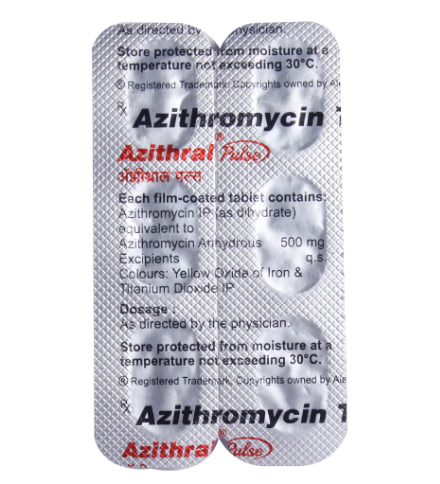 As directed by physician.
Store protected from moisture at a
temperature not exceeding 30°C.
® Registered Trademark, Copyrights owned by Ale
Rx
Azithromycin T
Azithral® Pulse
अ‍ॅझीथ्राल पल्स
Each film-coated tablet contains:
Azithromycin IP (as dihydrate)
equivalent to
Azithromycin Anhydrous 500 mg
Excipients q.s.
Colours: Yellow Oxide of Iron &
Titanium Dioxide IP
Dosage :
As directed by the physician.
Store protected from moisture at a
temperature not exceeding 30°C.
® Registered Trademark, Copyrights owned by Ale
Rx
Azithromycin T
Azithral® Pulse